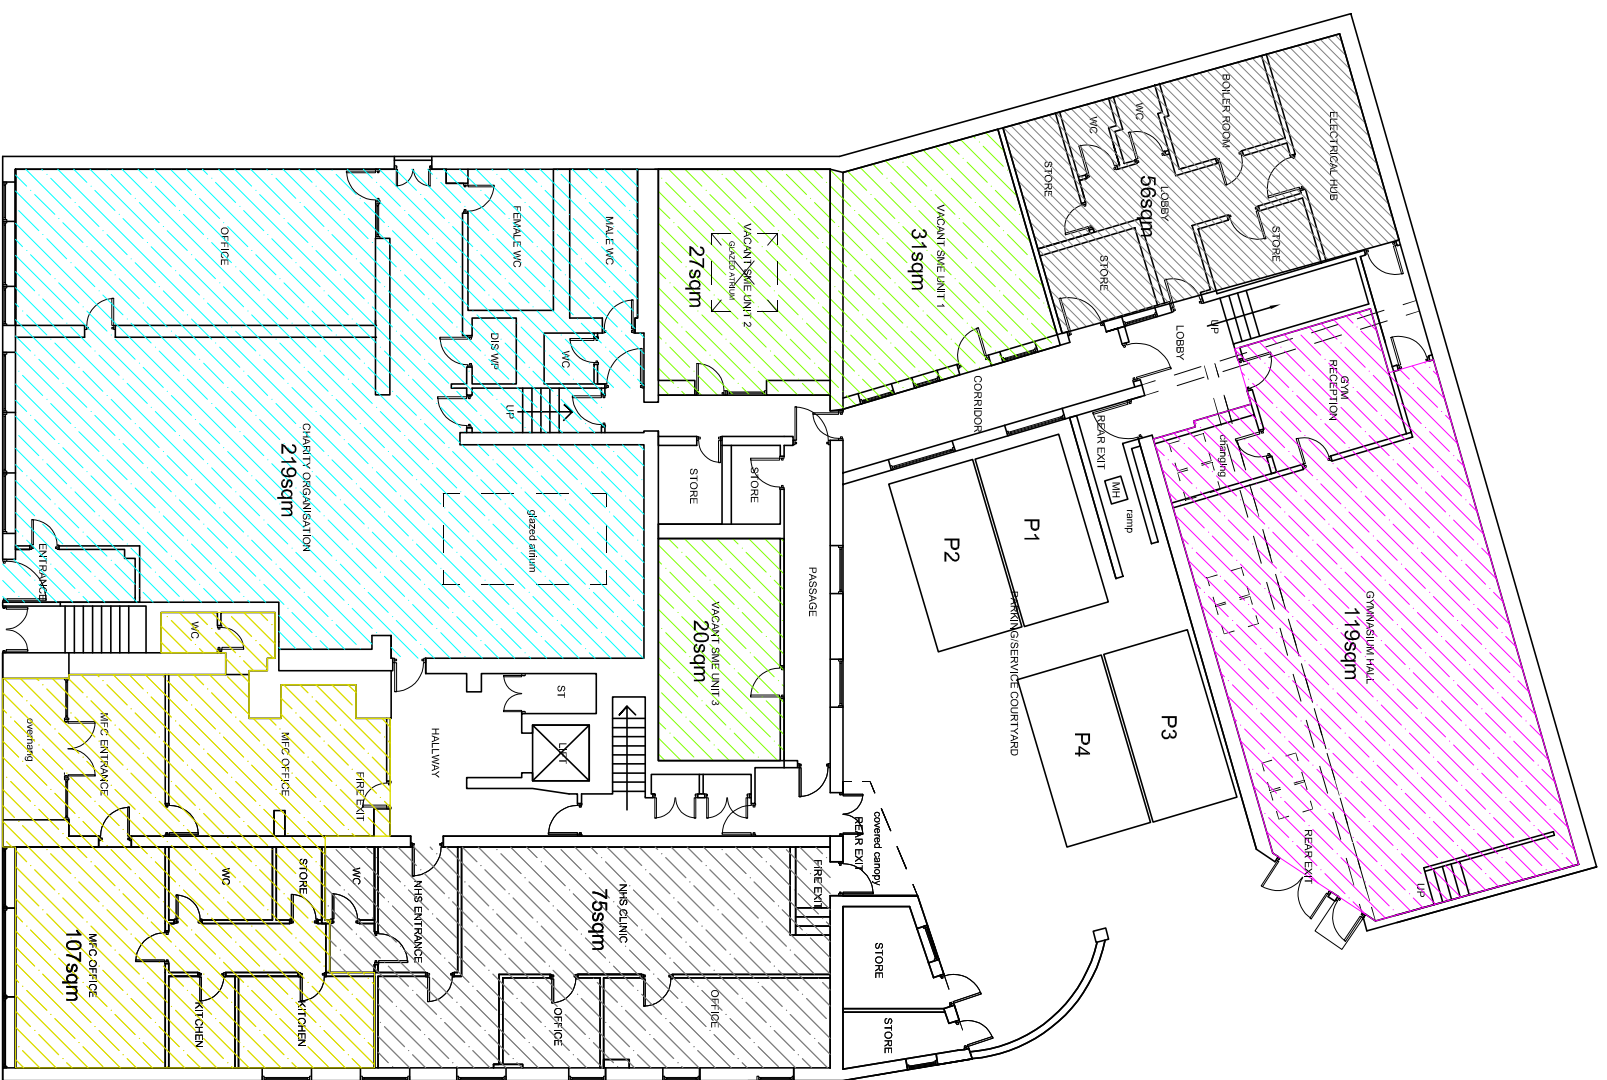 OFFICE
FEMALE WC
MALE WC
DIS WP
WC
UP
CHARITY ORGANISATION
219sqm
glazed atrium
ENTRANCE
VACANT SME UNIT 2
GLAZED ATRIUM
27sqm
VACANT SME UNIT 1
31sqm
STORE
WC
WC
BOILER ROOM
ELECTRICAL HUB
LOBBY
56sqm
STORE
STORE
LOBBY
UP
CORRIDOR
GYM
RECEPTION
changing
REAR EXIT
MH
ramp
STORE
STORE
PASSAGE
VACANT SME UNIT 3
20sqm
P1
P2
P3
P4
PARKING/SERVICE COURTYARD
GYMNASIUM HALL
119sqm
REAR EXIT
UP
WC
overhang
MFC ENTRANCE
MFC OFFICE
FIRE EXIT
HALLWAY
ST
LIFT
REAR EXIT
covered canopy
FIRE EXIT
WC
STORE
WC
NHS ENTRANCE
NHS CLINIC
75sqm
MFC OFFICE
107sqm
KITCHEN
KITCHEN
OFFICE
OFFICE
STORE
STORE